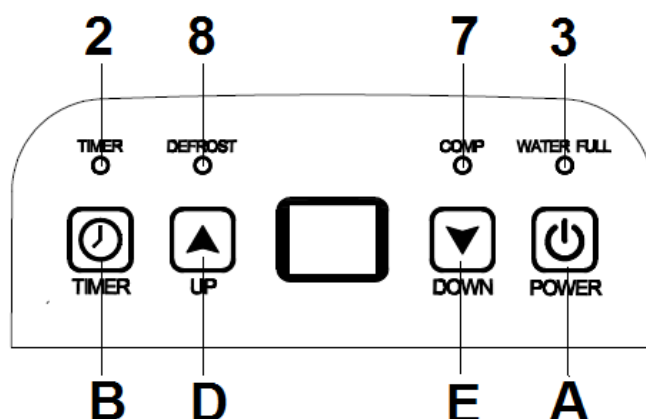 2 8 7 3
TIMER DEFROST COMP WATER FULL
TIMER UP DOWN POWER
B D E A